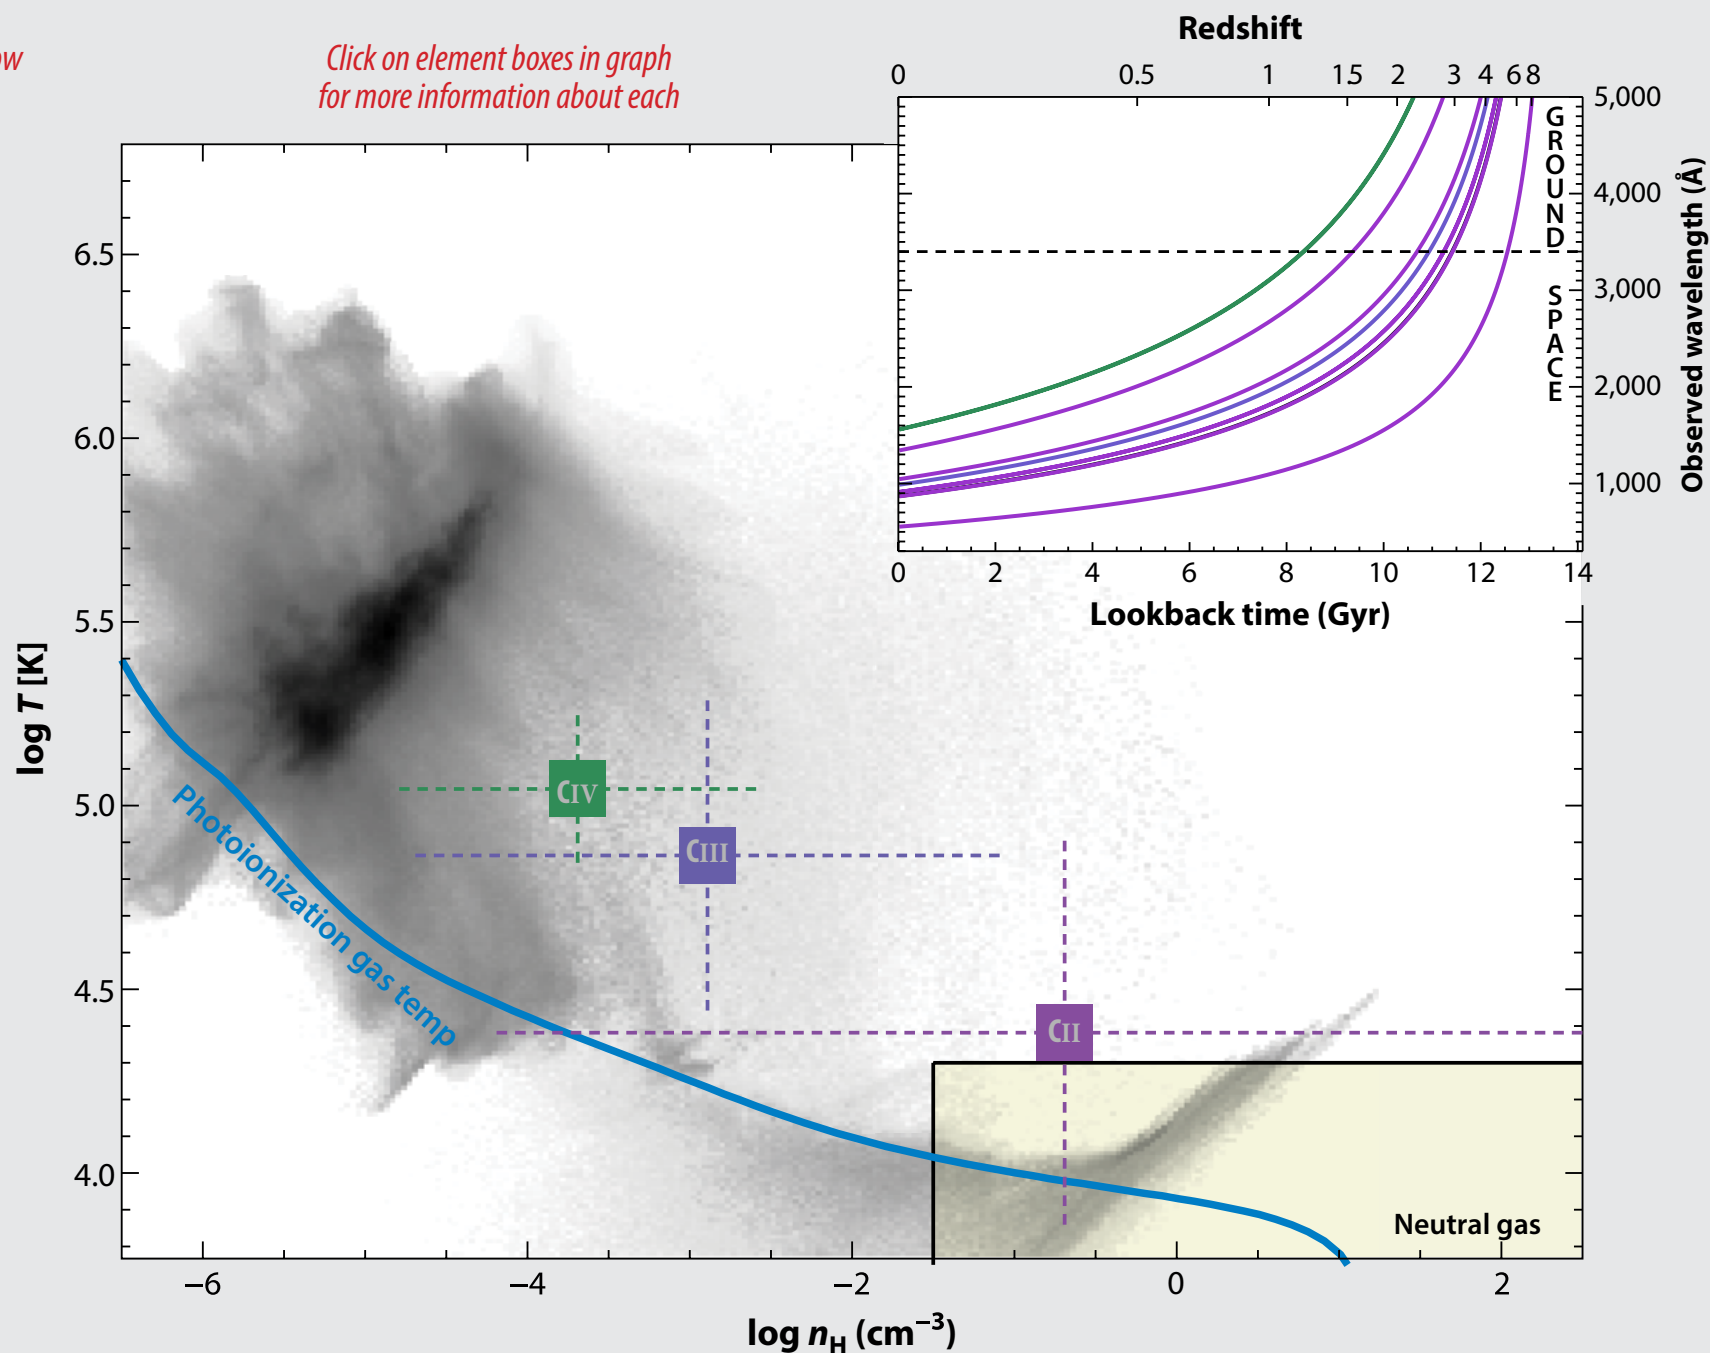 ow
Click on element boxes in graph
for more information about each
Redshift
0 0.5 1 1.5 2 3 4 6 8
5,000
4,000
3,000
2,000
1,000
Observed wavelength (Å)
GROUND
SPACE
0 2 4 6 8 10 12 14
Lookback time (Gyr)
6.5
6.0
5.5
5.0
4.5
4.0
log T [K]
CIV
CIII
CII
Photoionization gas temp
Neutral gas
−6 −4 −2 0 2
log nH (cm−3)